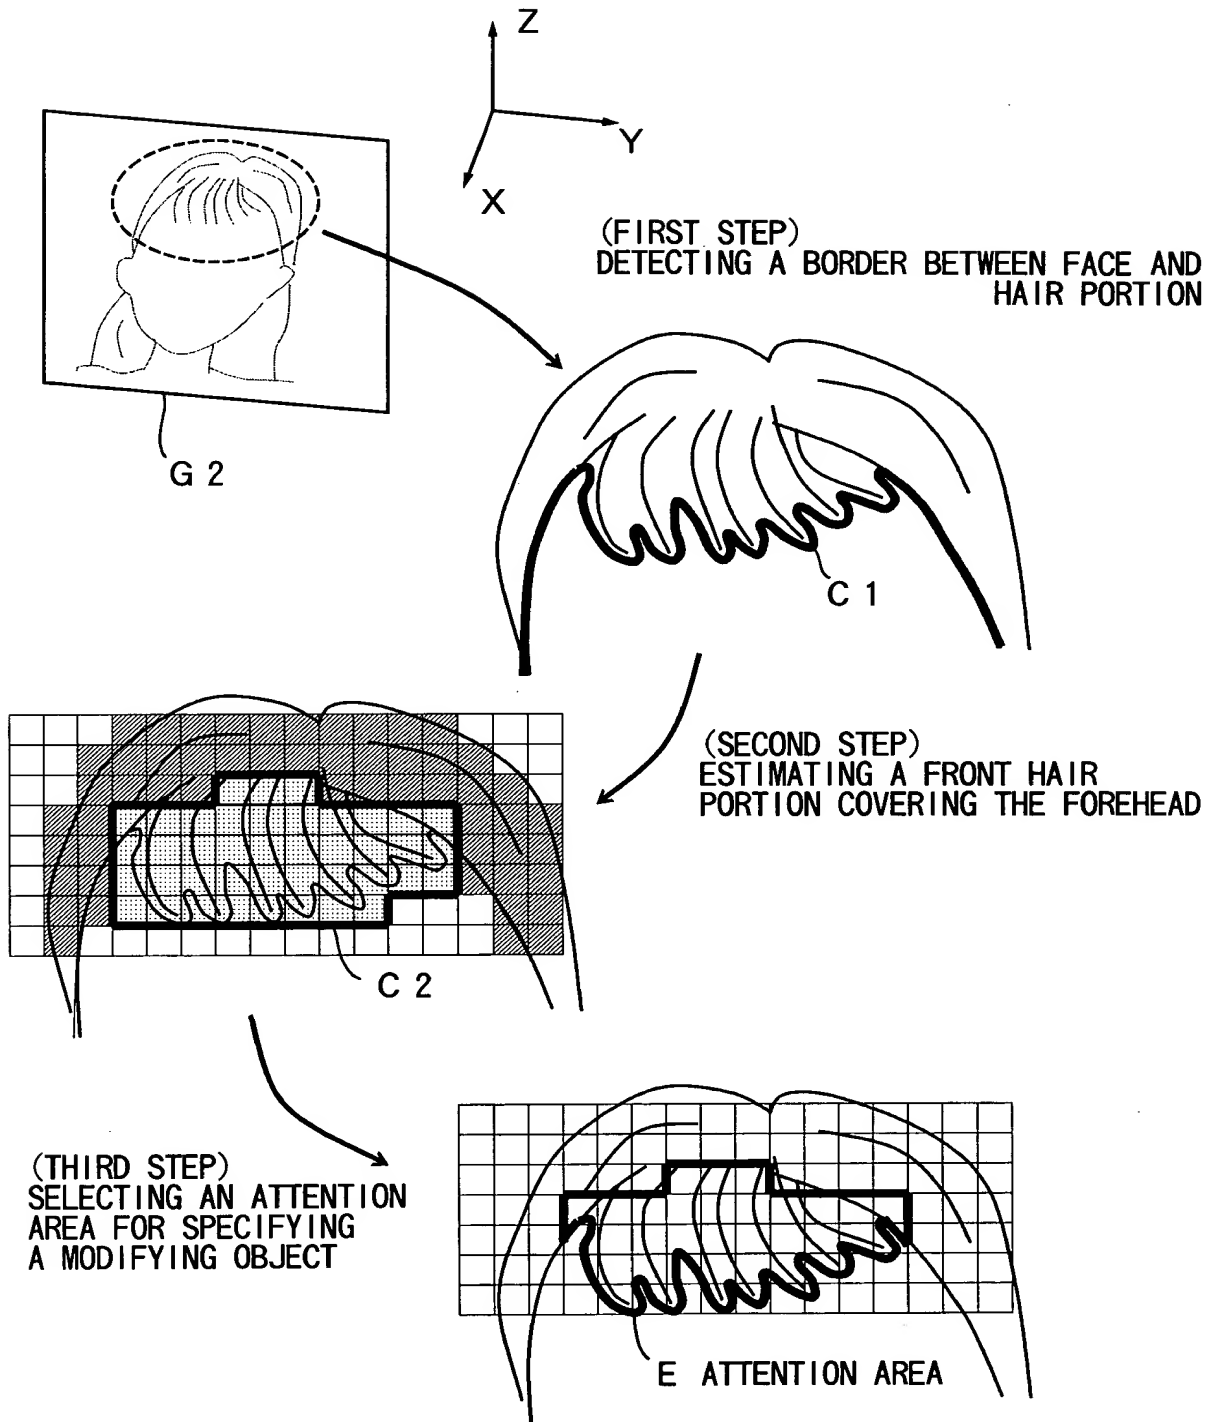 Z
Y
X
(FIRST STEP)
DETECTING A BORDER BETWEEN FACE AND
HAIR PORTION
G 2
C 1
(SECOND STEP)
ESTIMATING A FRONT HAIR
PORTION COVERING THE FOREHEAD
C 2
(THIRD STEP)
SELECTING AN ATTENTION
AREA FOR SPECIFYING
A MODIFYING OBJECT
E ATTENTION AREA